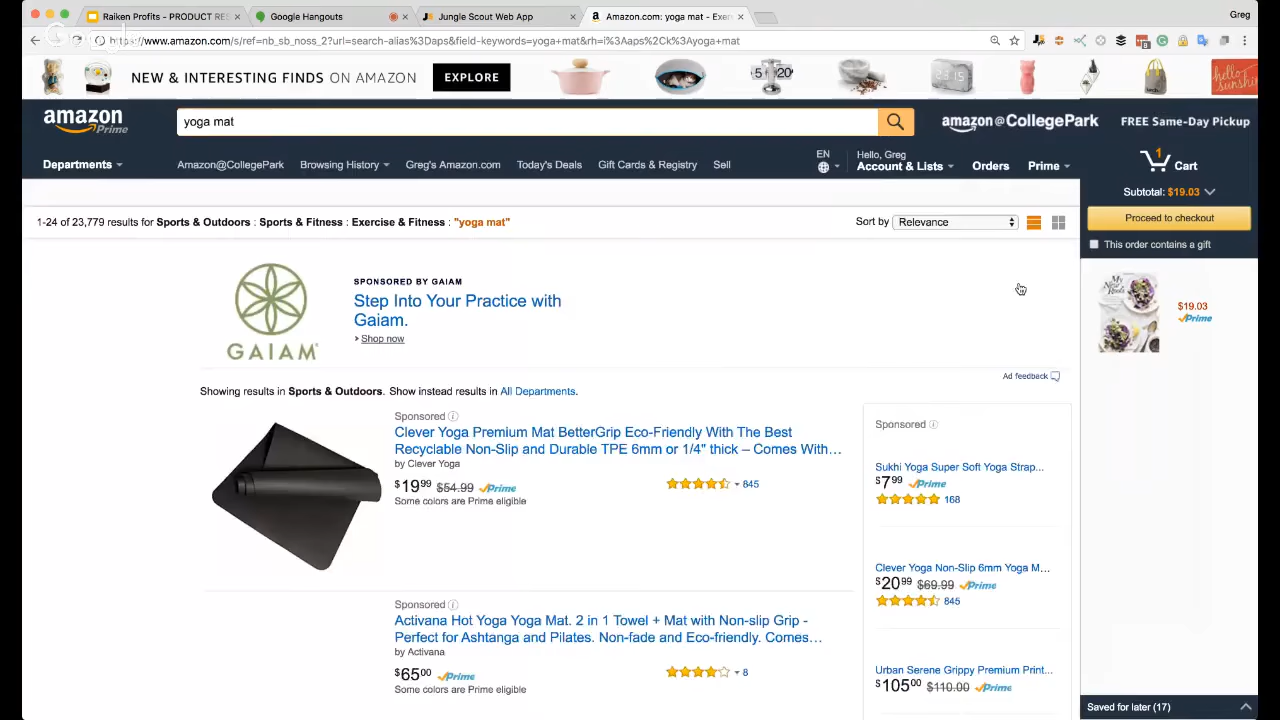 Raiken Profits - PRODUCT RES
Google Hangouts
Jungle Scout Web App
Amazon.com: yoga mat - Exer
Greg
https://www.amazon.com/s/ref=nb_sb_noss_2?url=search-alias%3Daps&field-keywords=yoga+mat&rh=i%3Aaps%2Ck%3Ayoga+mat
NEW & INTERESTING FINDS ON AMAZON
EXPLORE
hello sunshine
amazon Prime
yoga mat
amazon@CollegePark
FREE Same-Day Pickup
Departments
Amazon@CollegePark
Browsing History
Greg's Amazon.com
Today's Deals
Gift Cards & Registry
Sell
EN
Hello, Greg
Account & Lists
Orders
Prime
1
Cart
Subtotal: $19.03
Proceed to checkout
This order contains a gift
1-24 of 23,779 results for Sports & Outdoors : Sports & Fitness : Exercise & Fitness : "yoga mat"
Sort by Relevance
GAIAM
SPONSORED BY GAIAM
Step Into Your Practice with
Gaiam.
Shop now
$19.03
Prime
Ad feedback
Showing results in Sports & Outdoors. Show instead results in All Departments.
Sponsored
Clever Yoga Premium Mat BetterGrip Eco-Friendly With The Best
Recyclable Non-Slip and Durable TPE 6mm or 1/4" thick – Comes With…
by Clever Yoga
$19.99 $54.99 Prime
845
Some colors are Prime eligible
Sponsored
Activana Hot Yoga Yoga Mat. 2 in 1 Towel + Mat with Non-slip Grip -
Perfect for Ashtanga and Pilates. Non-fade and Eco-friendly. Comes…
by Activana
$65.00 Prime
8
Some colors are Prime eligible
Sponsored
Sukhi Yoga Super Soft Yoga Strap...
$7.99 Prime
168
Clever Yoga Non-Slip 6mm Yoga M...
$20.99 $69.99 Prime
845
Urban Serene Grippy Premium Print...
$105.00 $110.00 Prime
Saved for later (17)